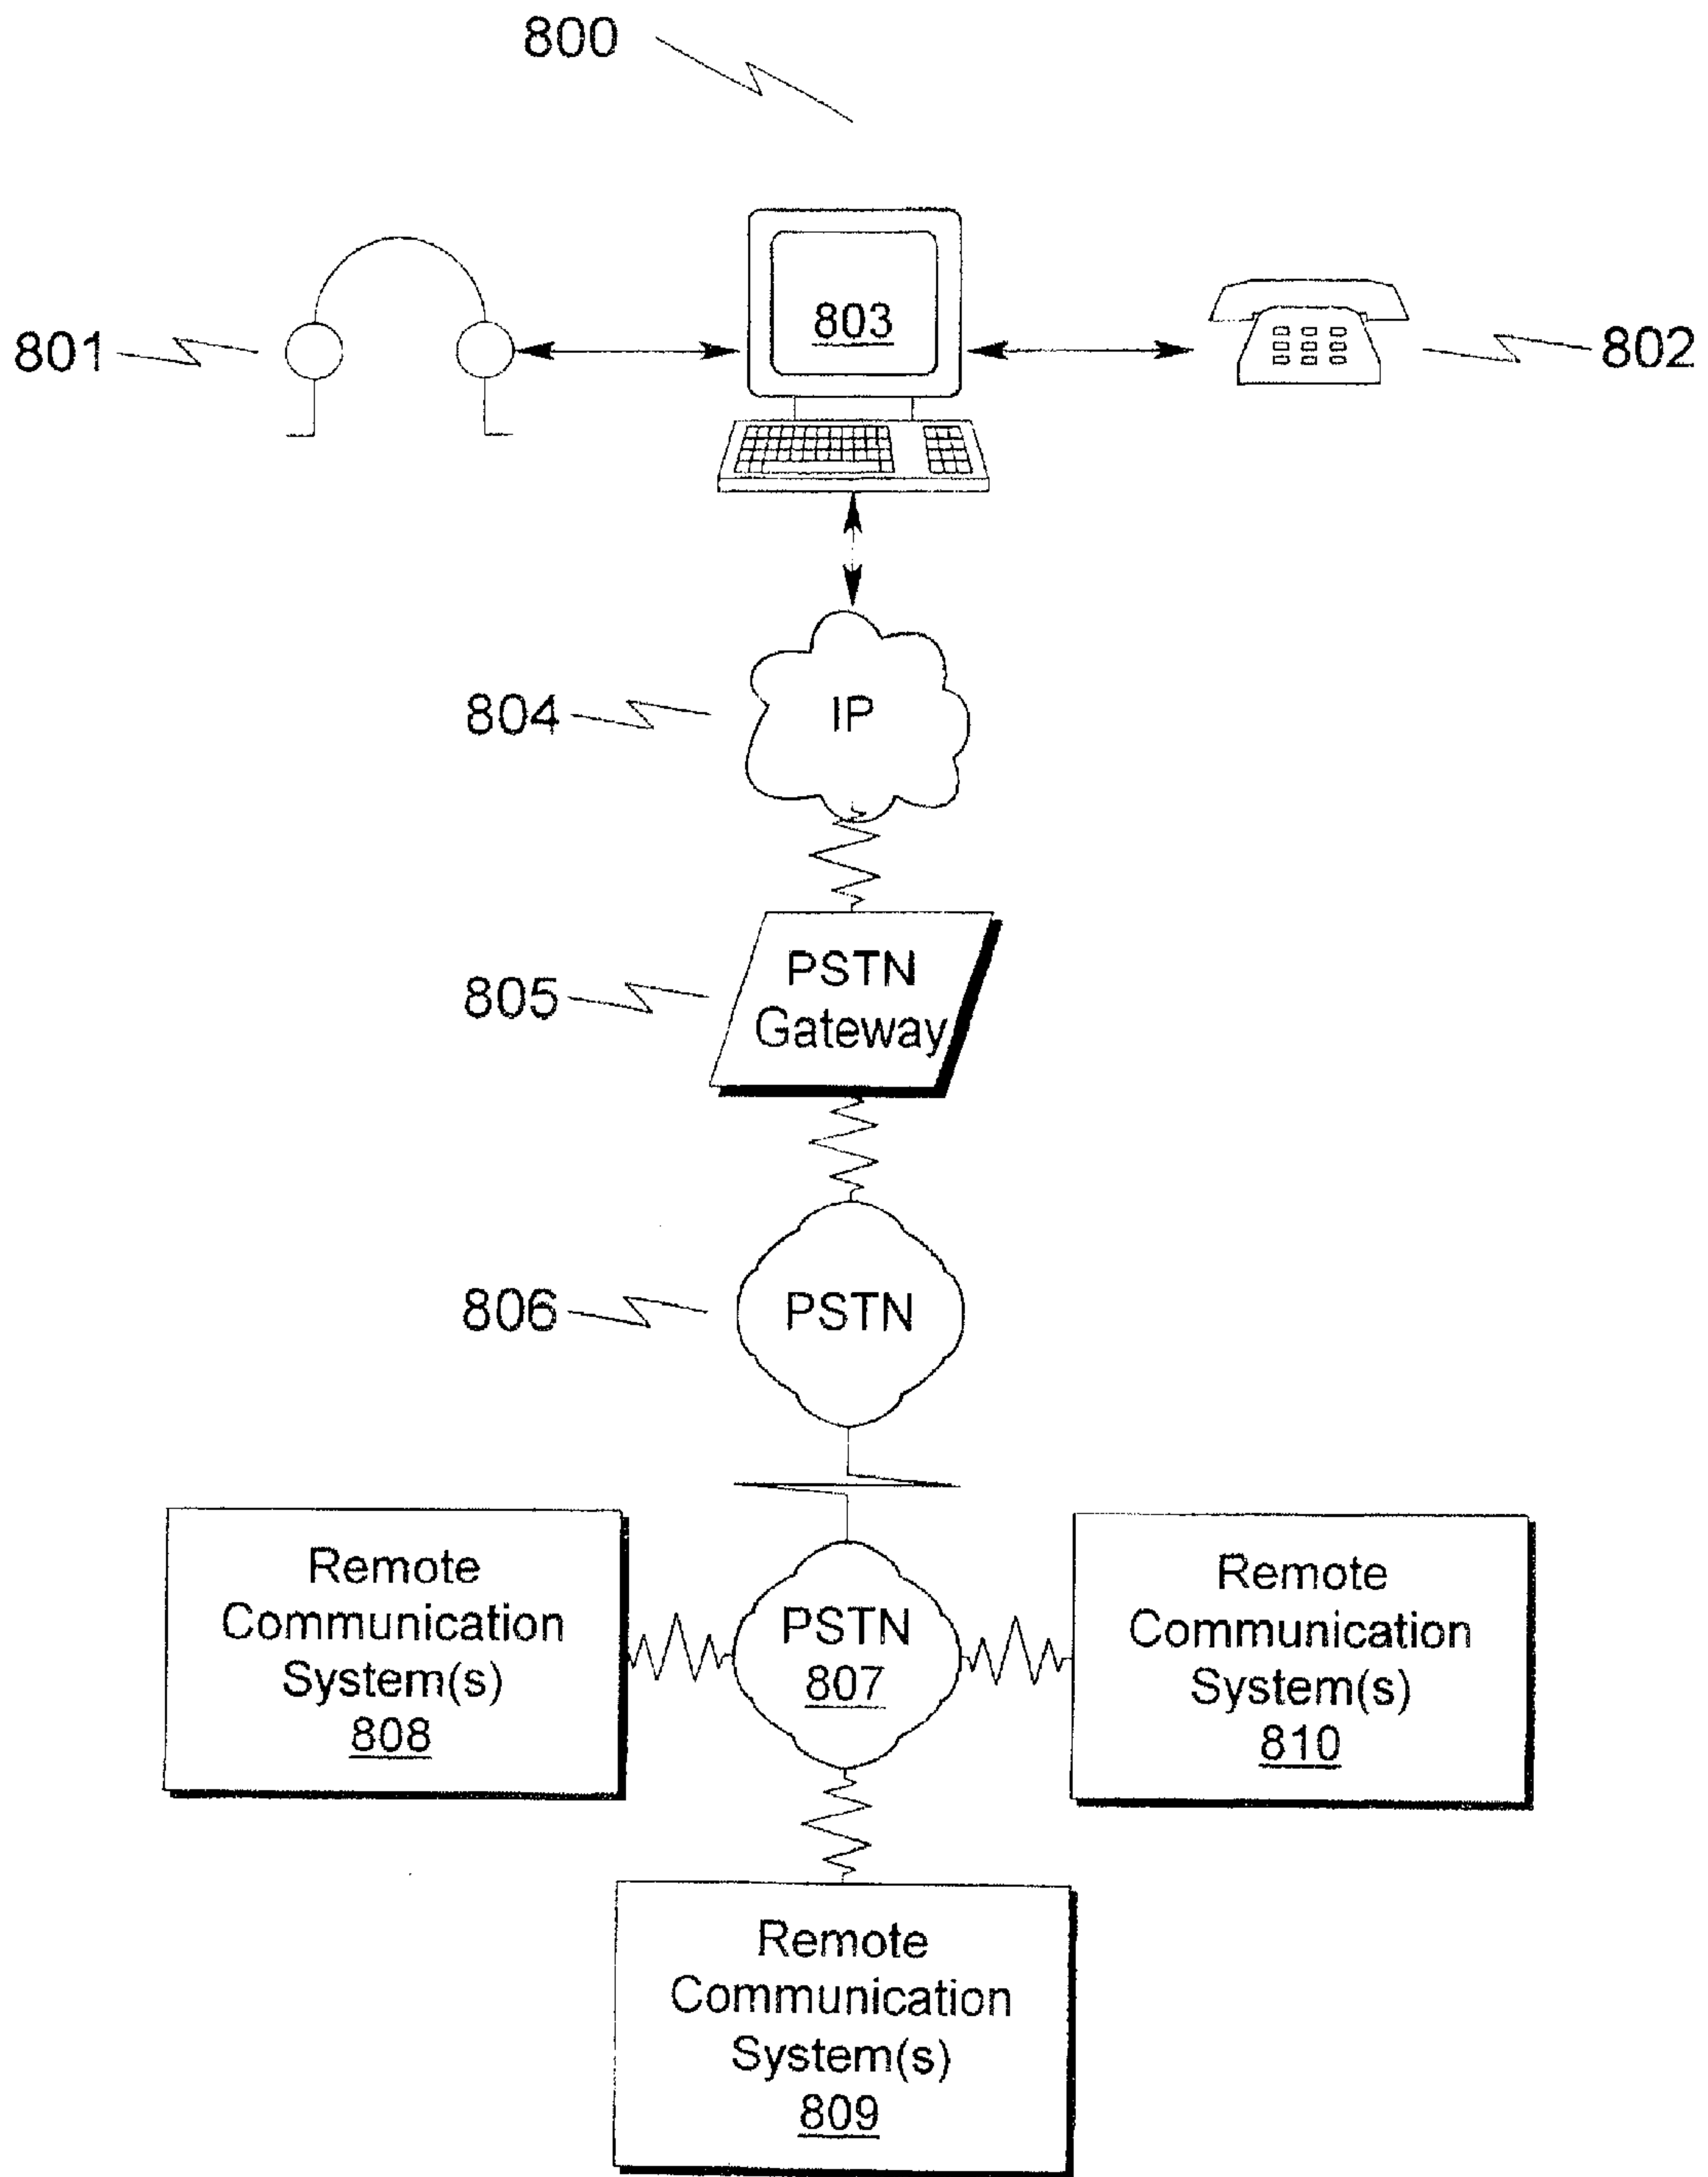 800
801
803
802
804
IP
805
PSTN
Gateway
806
PSTN
Remote
Communication
System(s)
808
PSTN
807
Remote
Communication
System(s)
810
Remote
Communication
System(s)
809